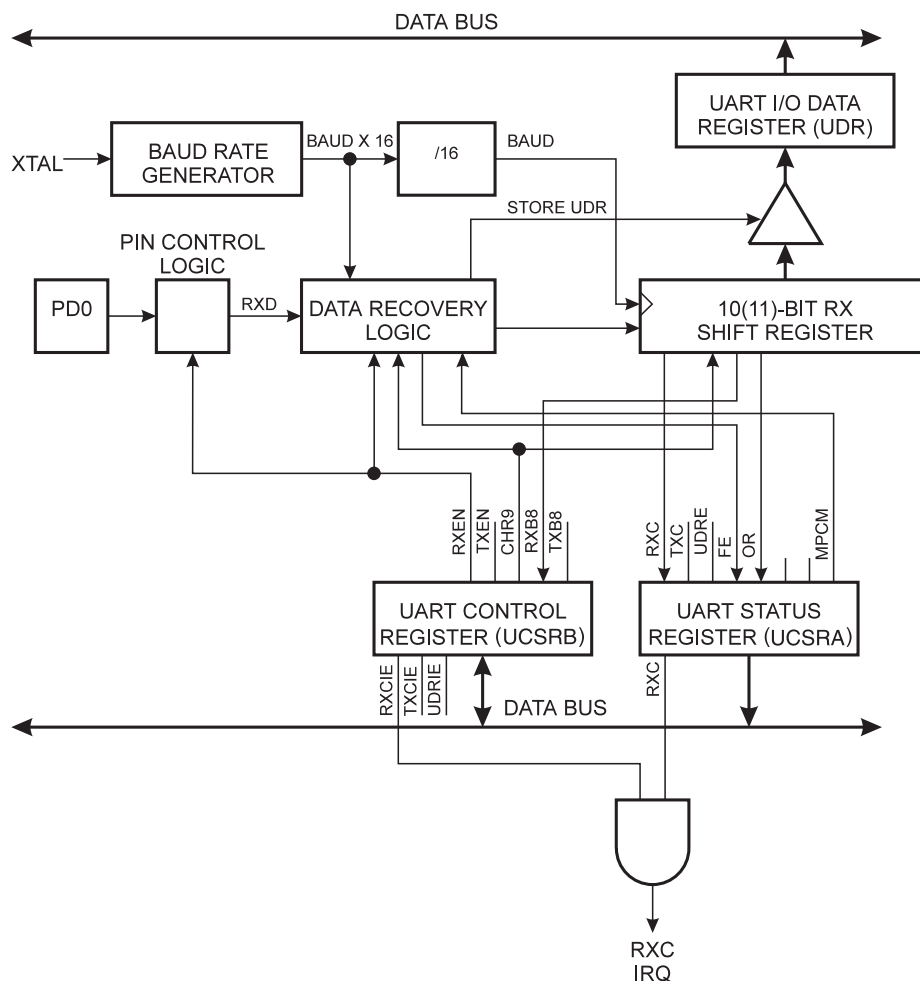 DATA BUS
UART I/O DATA
REGISTER (UDR)
XTAL
BAUD RATE
GENERATOR
BAUD X 16
/16
BAUD
STORE UDR
PIN CONTROL
LOGIC
PD0
RXD
DATA RECOVERY
LOGIC
10(11)-BIT RX
SHIFT REGISTER
RXEN
TXEN
CHR9
RXB8
TXB8
RXC
TXC
UDRE
FE
OR
MPCM
UART CONTROL
REGISTER (UCSRB)
UART STATUS
REGISTER (UCSRA)
RXCIE
TXCIE
UDRIE
RXC
DATA BUS
RXC
IRQ